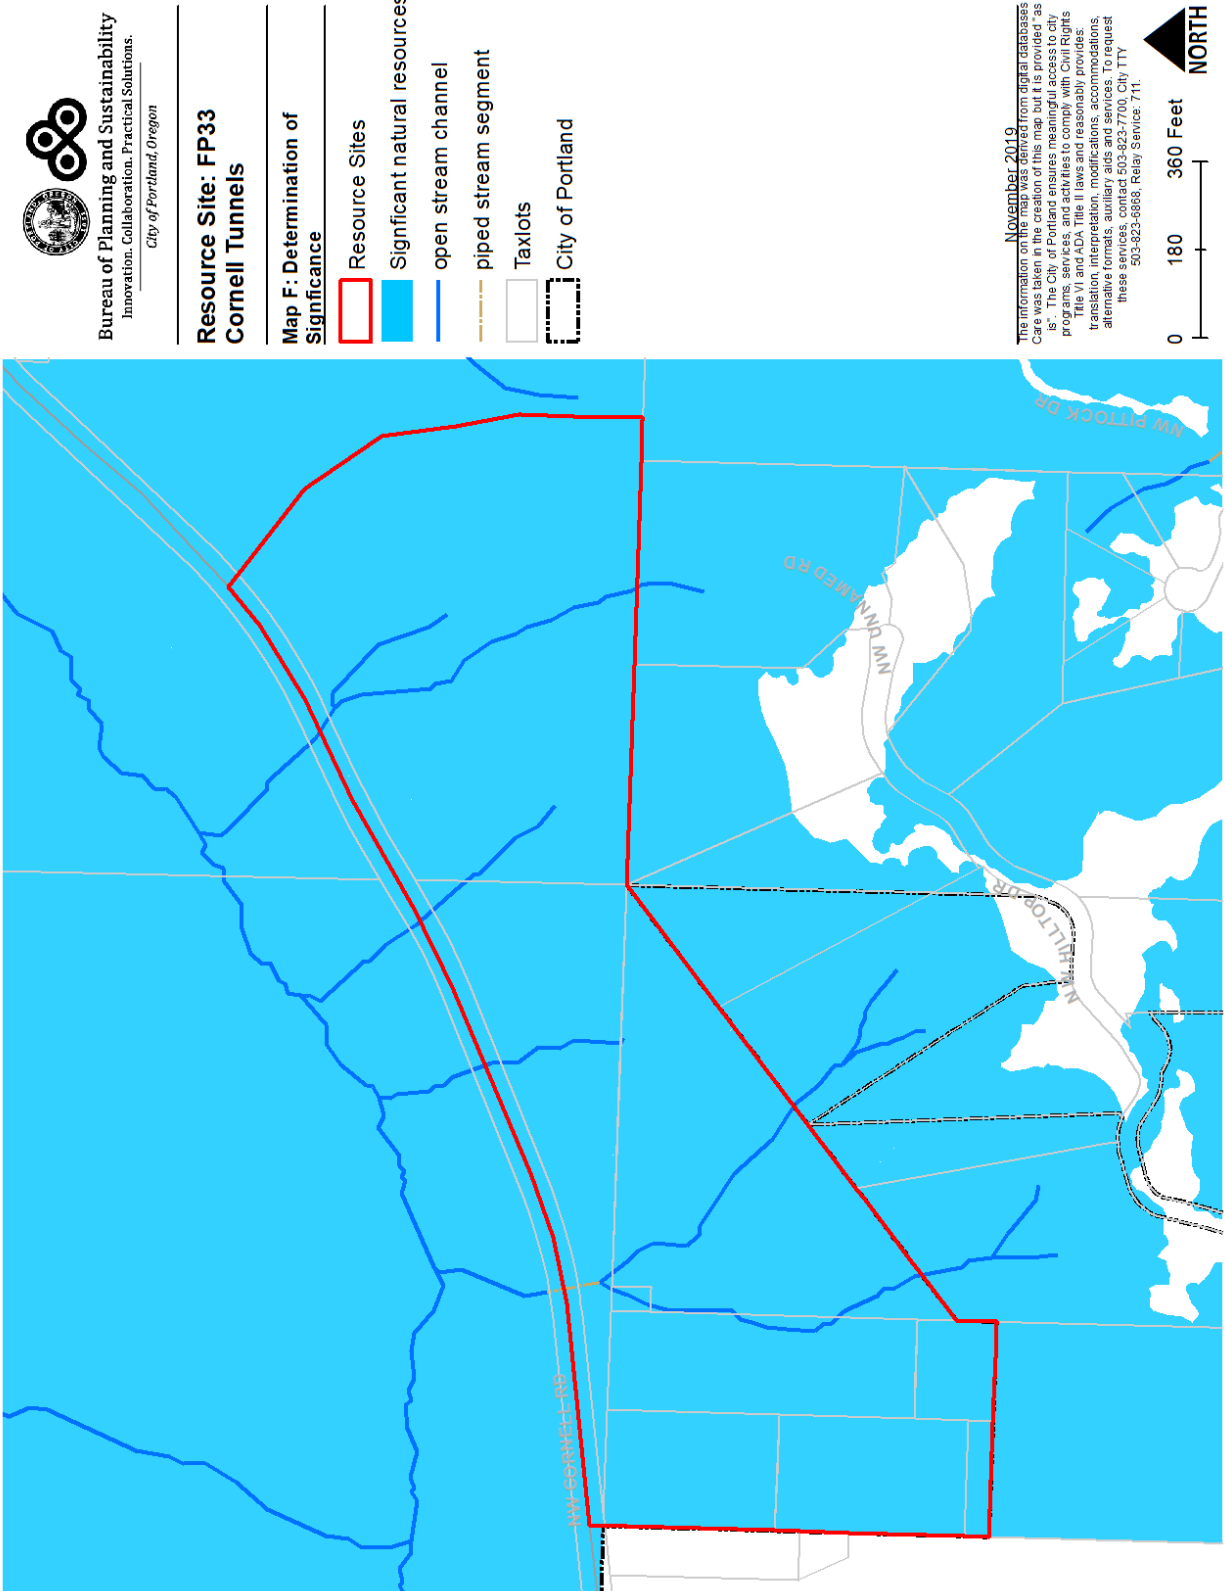 Bureau of Planning and Sustainability
Innovation. Collaboration. Practical Solutions.
City of Portland, Oregon
Resource Site: FP33
Cornell Tunnels
Map F: Determination of
Signficance
Resource Sites
Signficant natural resources
open stream channel
piped stream segment
Taxlots
City of Portland
November 2019
The information on the map was derived from digital databases
Care was taken in the creation of this map but it is provided "as
is". The City of Portland ensures meaningful access to city
programs, services, and activities to comply with Civil Rights
Title VI and ADA Title II laws and reasonably provides:
translation, interpretation, modifications, accommodations,
alternative formats, auxiliary aids and services. To request
these services, contact 503-823-7700, City TTY
503-823-6868, Relay Service: 711.
0 180 360 Feet
NORTH
NW CORNELL RD
NW UNNAMED RD
NW HILLTOP DR
NW PITTOCK DR